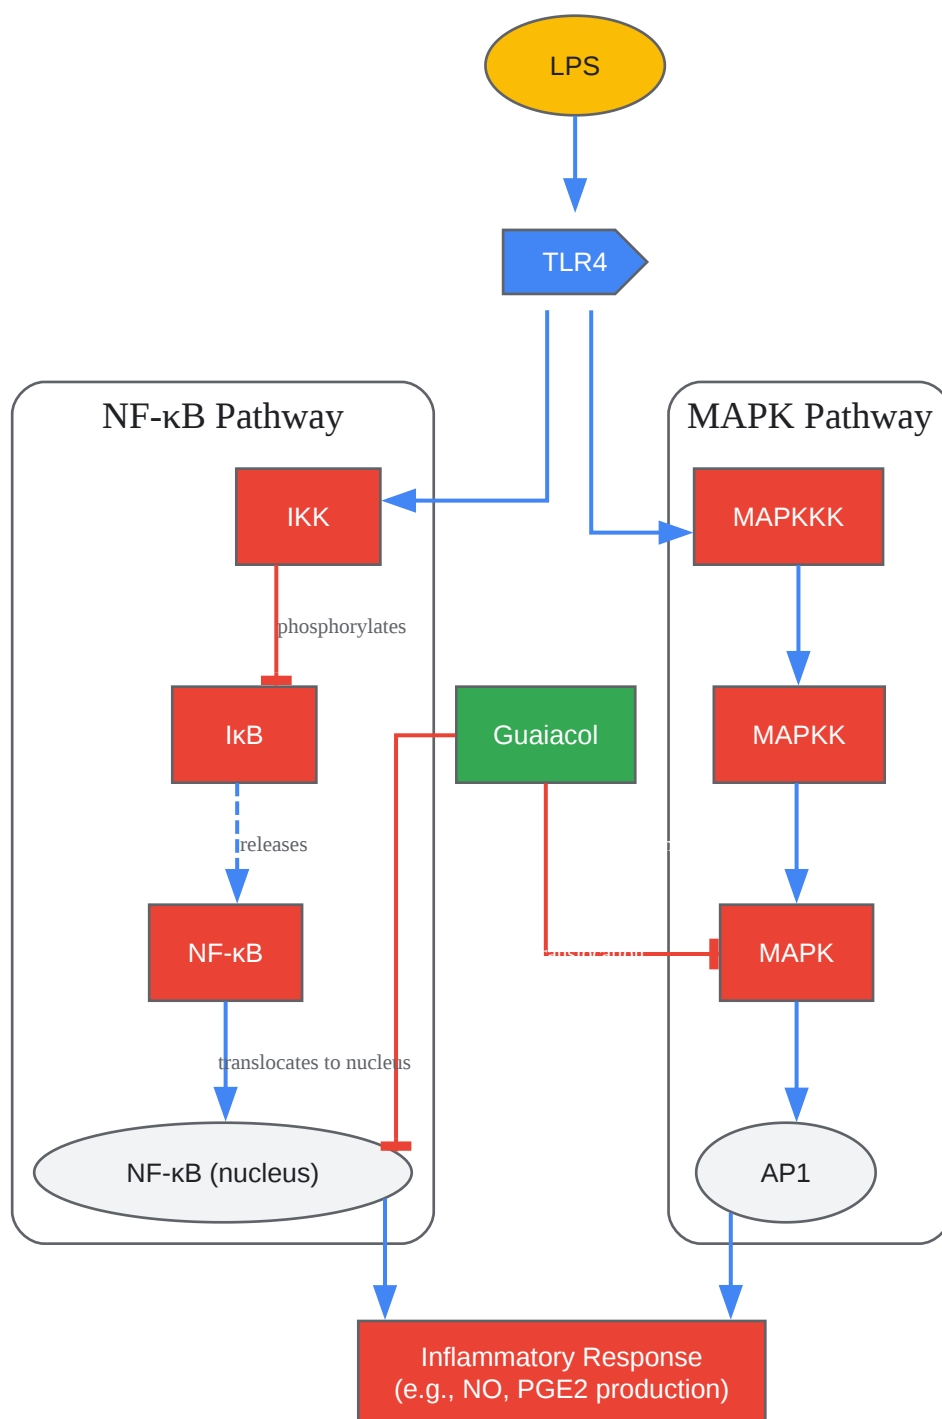 LPS
TLR4
NF-κB Pathway
MAPK Pathway
IKK
MAPKKK
phosphorylates
IκB
Guaiacol
MAPKK
releases
NF-κB
MAPK
translocates to nucleus
NF-κB (nucleus)
AP1
Inflammatory Response
(e.g., NO, PGE2 production)